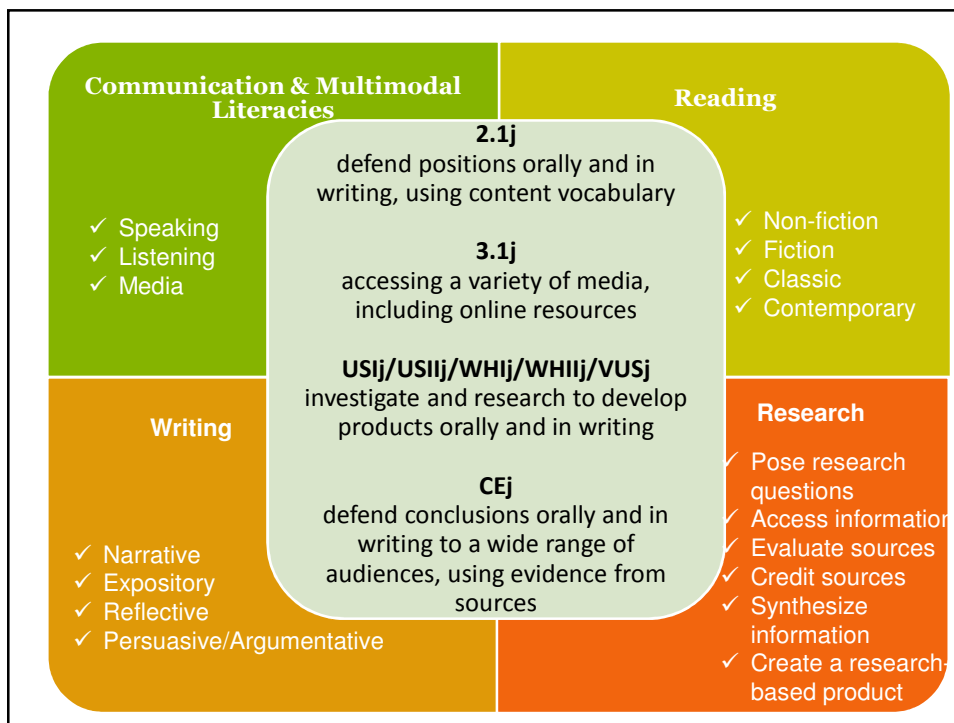 Communication & Multimodal
Literacies
✓ Speaking
✓ Listening
✓ Media
Reading
✓ Non-fiction
✓ Fiction
✓ Classic
✓ Contemporary
2.1j
defend positions orally and in
writing, using content vocabulary
3.1j
accessing a variety of media,
including online resources
USIj/USIIj/WHIj/WHIIj/VUSj
investigate and research to develop
products orally and in writing
CEj
defend conclusions orally and in
writing to a wide range of
audiences, using evidence from
sources
Writing
✓ Narrative
✓ Expository
✓ Reflective
✓ Persuasive/Argumentative
Research
✓ Pose research
questions
✓ Access information
✓ Evaluate sources
✓ Credit sources
✓ Synthesize
information
✓ Create a research-
based product